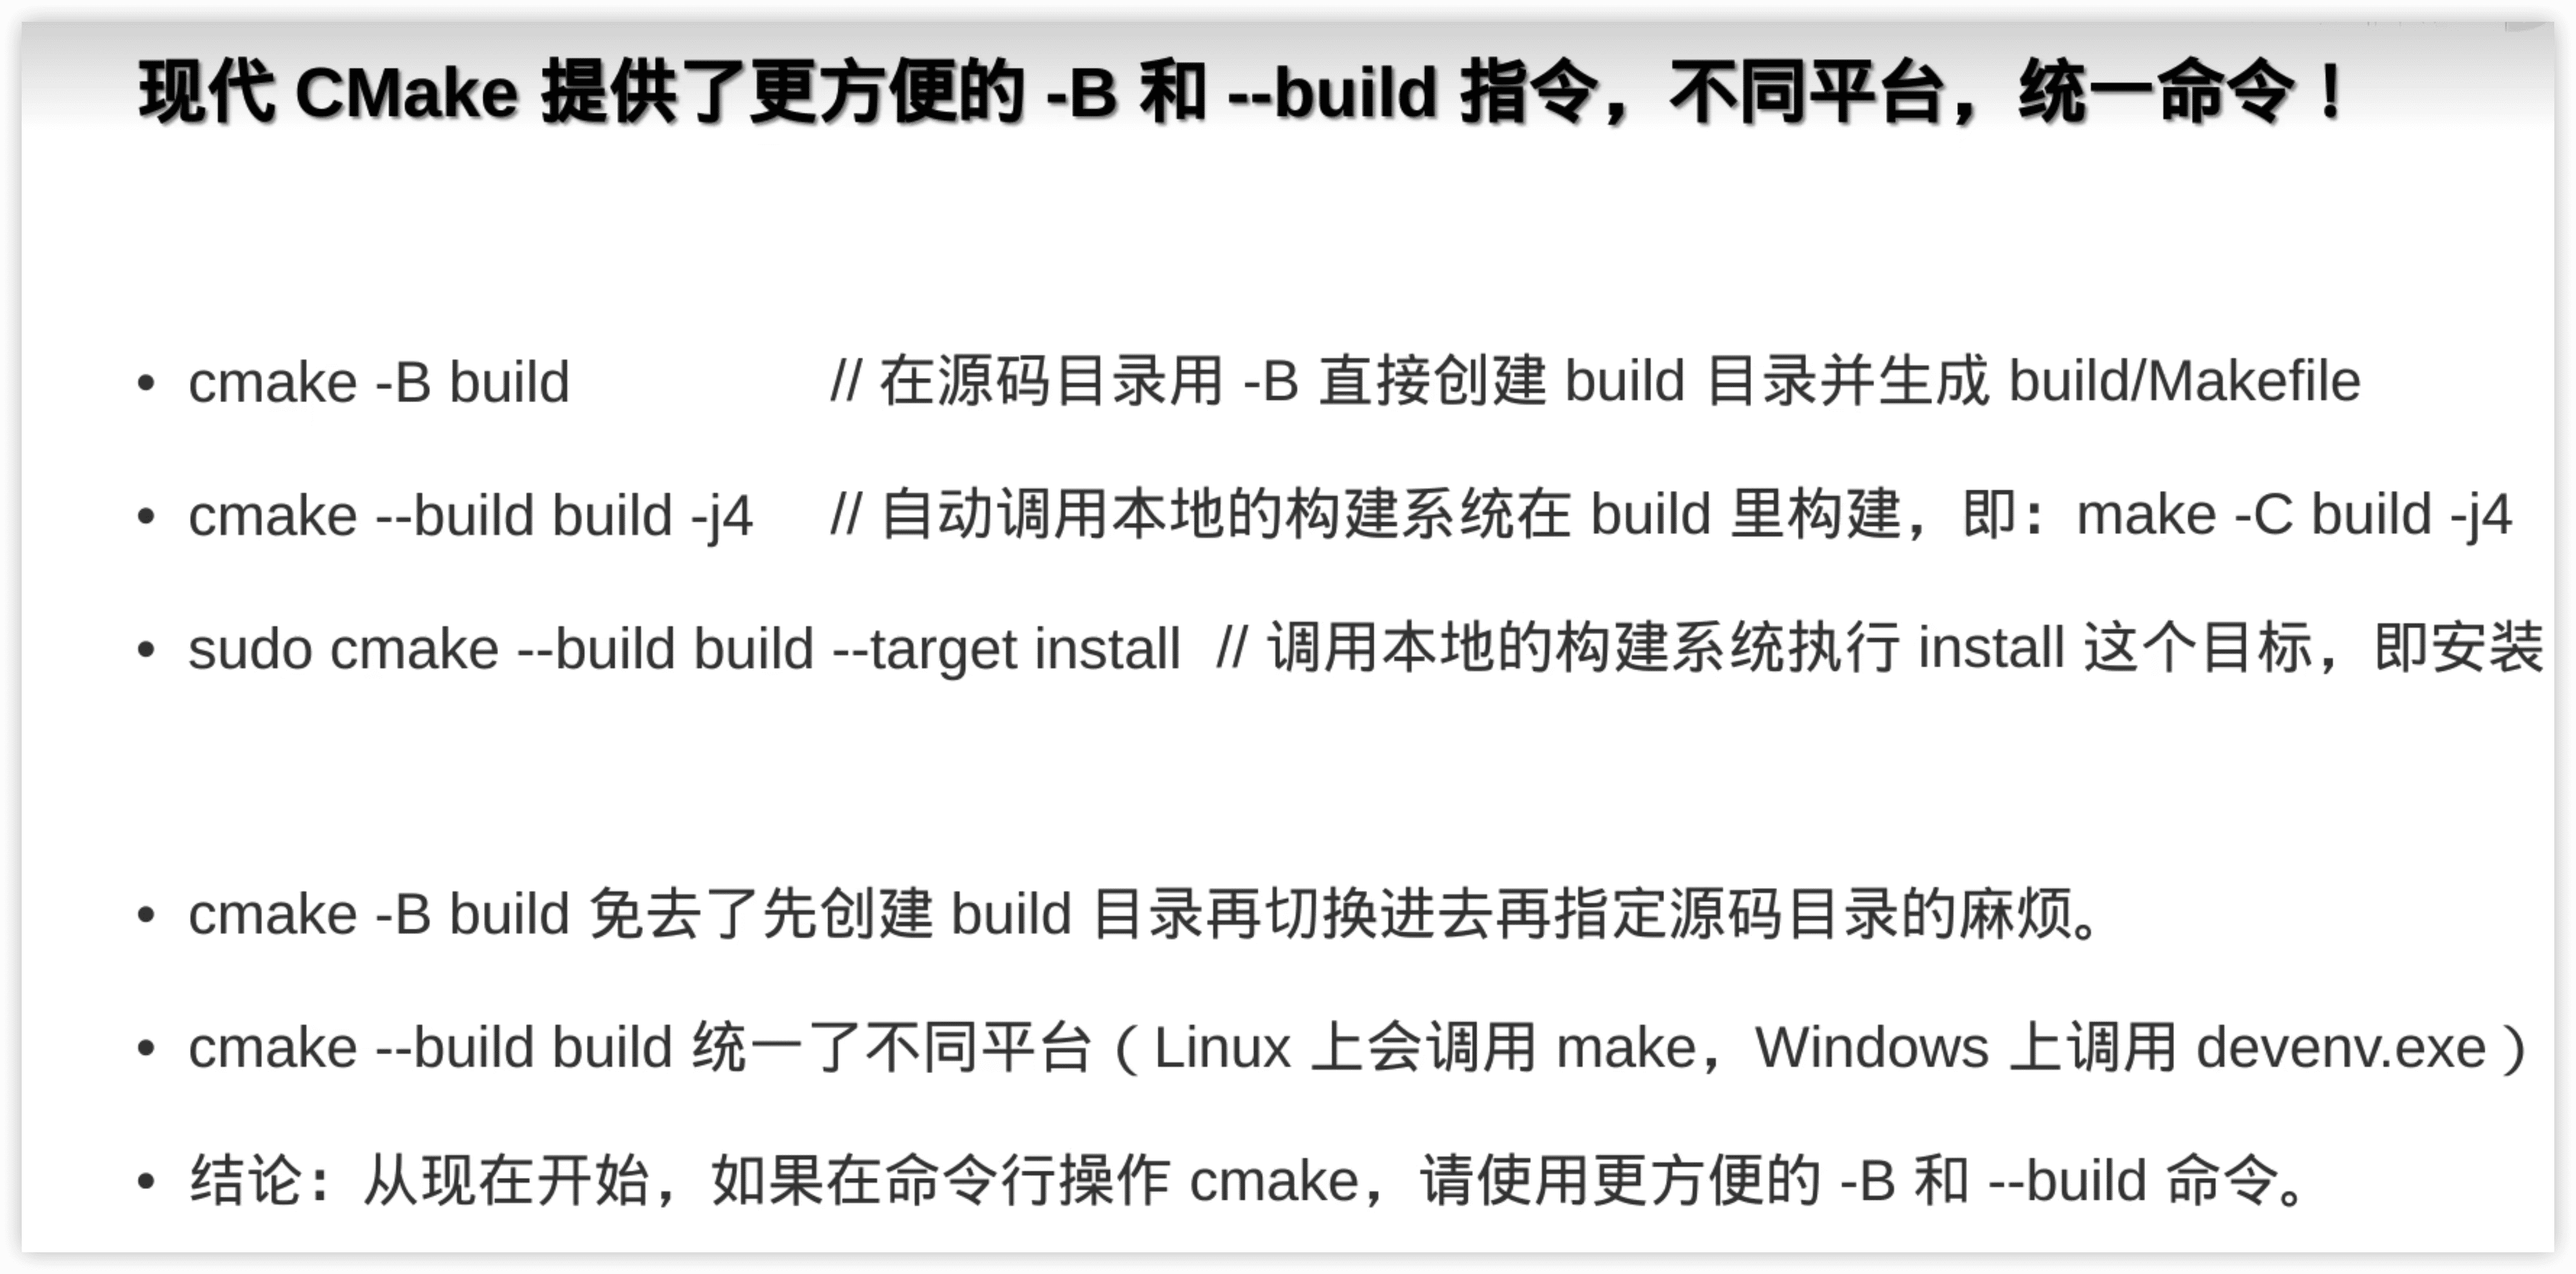 现代 CMake 提供了更方便的 -B 和 --build 指令，不同平台，统一命令！
• cmake -B build // 在源码目录用 -B 直接创建 build 目录并生成 build/Makefile
• cmake --build build -j4 // 自动调用本地的构建系统在 build 里构建，即：make -C build -j4
• sudo cmake --build build --target install // 调用本地的构建系统执行 install 这个目标，即安装
• cmake -B build 免去了先创建 build 目录再切换进去再指定源码目录的麻烦。
• cmake --build build 统一了不同平台（Linux 上会调用 make，Windows 上调用 devenv.exe）
• 结论：从现在开始，如果在命令行操作 cmake，请使用更方便的 -B 和 --build 命令。